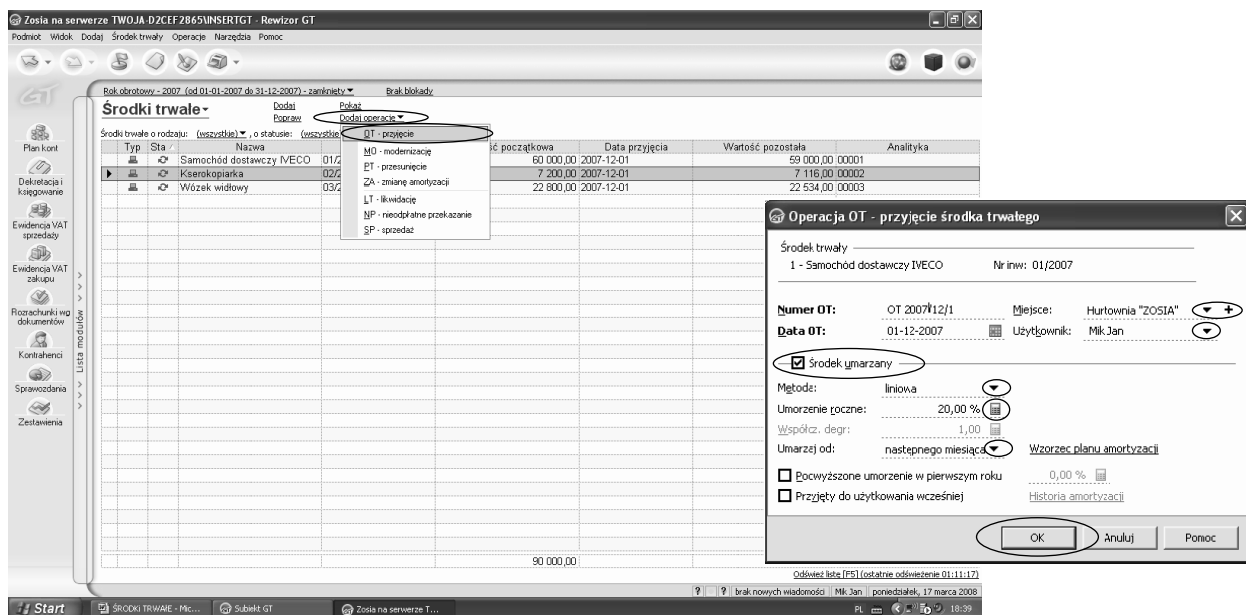 Zosia na serwerze TWOJA-D2CEF2865\INSERTGT - Rewizor GT
Podmiot Widok Dodaj Środek trwały Operacje Narzędzia Pomoc
GT
Rok obrotowy - 2007 (od 01-01-2007 do 31-12-2007) - zamknięty Brak blokady
Środki trwałe Dodaj Pokaż
Popraw Dodaj operację
Środki trwałe o rodzaju: (wszystkie) , o statusie: (wszystkie
Typ Sta Nazwa ść początkowa Data przyjęcia Wartość pozostała Analityka
Samochód dostawczy IVECO 01/2 60 000,00 2007-12-01 59 000,00 00001
Kserokopiarka 02/2 7 200,00 2007-12-01 7 116,00 00002
Wózek widłowy 03/2 22 800,00 2007-12-01 22 534,00 00003
OT - przyjęcie
MO - modernizację
PT - przesunięcie
ZA - zmianę amortyzacji
LT - likwidację
NP - nieodpłatne przekazanie
SP - sprzedaż
Plan kont
Dekretacja i
księgowanie
Ewidencja VAT
sprzedaży
Ewidencja VAT
zakupu
Rozrachunki wg
dokumentów
Kontrahenci
Sprawozdania
Zestawienia
Lista modułów
90 000,00
Odśwież listę [F5] (ostatnie odświeżenie 01:11:17)
? ? brak nowych wiadomości Mik Jan poniedziałek, 17 marca 2008
Start ŚRODKI TRWAŁE - Mic... Subiekt GT Zosia na serwerze T... PL 18:39
Operacja OT - przyjęcie środka trwałego
Środek trwały
1 - Samochód dostawczy IVECO Nr inw: 01/2007
Numer OT: OT 2007/12/1 Miejsce: Hurtownia "ZOSIA"
Data OT: 01-12-2007 Użytkownik: Mik Jan
Środek umarzany
Metoda: liniowa
Umorzenie roczne: 20,00 %
Współcz. degr: 1,00
Umarzaj od: następnego miesiąca Wzorzec planu amortyzacji
Podwyższone umorzenie w pierwszym roku 0,00 %
Przyjęty do użytkowania wcześniej Historia amortyzacji
OK Anuluj Pomoc